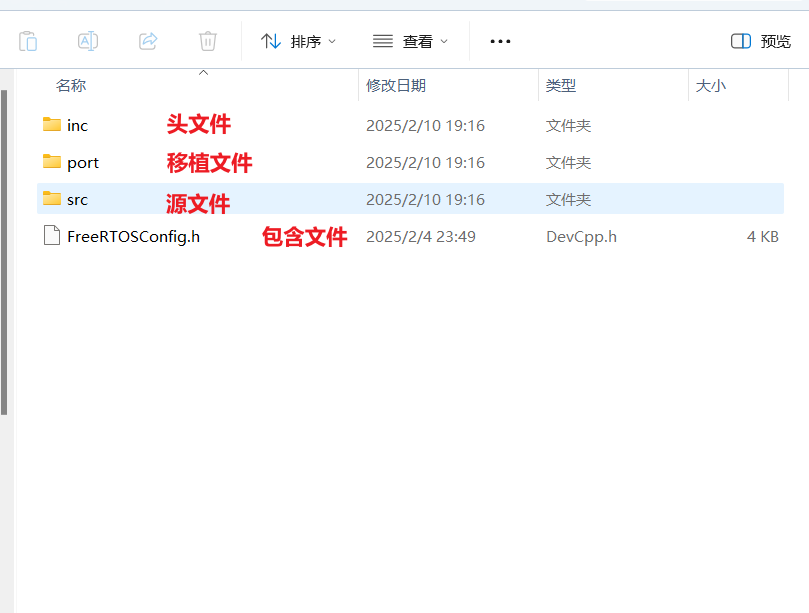 排序 查看 预览
名称 修改日期 类型 大小
inc 头文件 2025/2/10 19:16 文件夹
port 移植文件 2025/2/10 19:16 文件夹
src 源文件 2025/2/10 19:16 文件夹
FreeRTOSConfig.h 包含文件 2025/2/4 23:49 DevCpp.h 4 KB